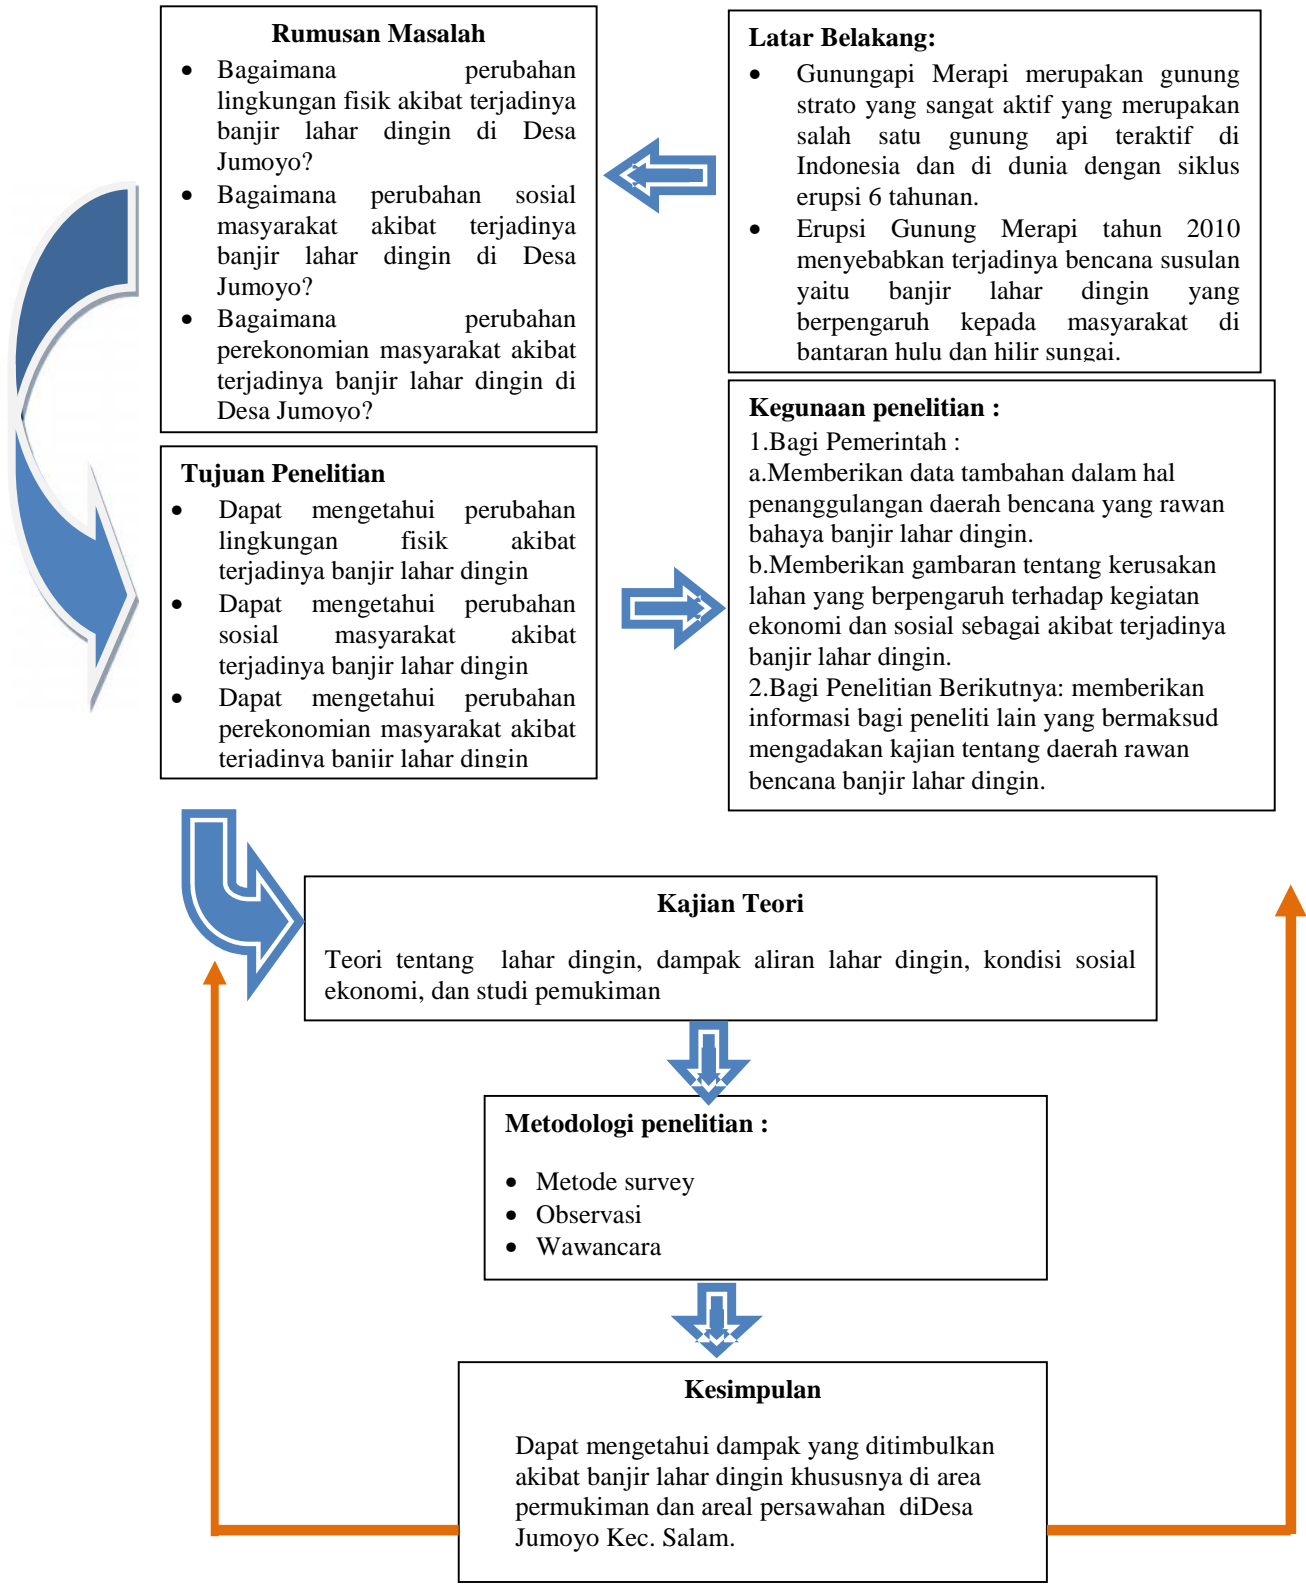 Rumusan Masalah
• Bagaimana perubahan
lingkungan fisik akibat terjadinya
banjir lahar dingin di Desa
Jumoyo?
• Bagaimana perubahan sosial
masyarakat akibat terjadinya
banjir lahar dingin di Desa
Jumoyo?
• Bagaimana perubahan
perekonomian masyarakat akibat
terjadinya banjir lahar dingin di
Desa Jumoyo?
Latar Belakang:
• Gunungapi Merapi merupakan gunung
strato yang sangat aktif yang merupakan
salah satu gunung api teraktif di
Indonesia dan di dunia dengan siklus
erupsi 6 tahunan.
• Erupsi Gunung Merapi tahun 2010
menyebabkan terjadinya bencana susulan
yaitu banjir lahar dingin yang
berpengaruh kepada masyarakat di
bantaran hulu dan hilir sungai.
Tujuan Penelitian
• Dapat mengetahui perubahan
lingkungan fisik akibat
terjadinya banjir lahar dingin
• Dapat mengetahui perubahan
sosial masyarakat akibat
terjadinya banjir lahar dingin
• Dapat mengetahui perubahan
perekonomian masyarakat akibat
terjadinya banjir lahar dingin
Kegunaan penelitian :
1.Bagi Pemerintah :
a.Memberikan data tambahan dalam hal
penanggulangan daerah bencana yang rawan
bahaya banjir lahar dingin.
b.Memberikan gambaran tentang kerusakan
lahan yang berpengaruh terhadap kegiatan
ekonomi dan sosial sebagai akibat terjadinya
banjir lahar dingin.
2.Bagi Penelitian Berikutnya: memberikan
informasi bagi peneliti lain yang bermaksud
mengadakan kajian tentang daerah rawan
bencana banjir lahar dingin.
Kajian Teori
Teori tentang lahar dingin, dampak aliran lahar dingin, kondisi sosial
ekonomi, dan studi pemukiman
Metodologi penelitian :
• Metode survey
• Observasi
• Wawancara
Kesimpulan
Dapat mengetahui dampak yang ditimbulkan
akibat banjir lahar dingin khususnya di area
permukiman dan areal persawahan diDesa
Jumoyo Kec. Salam.